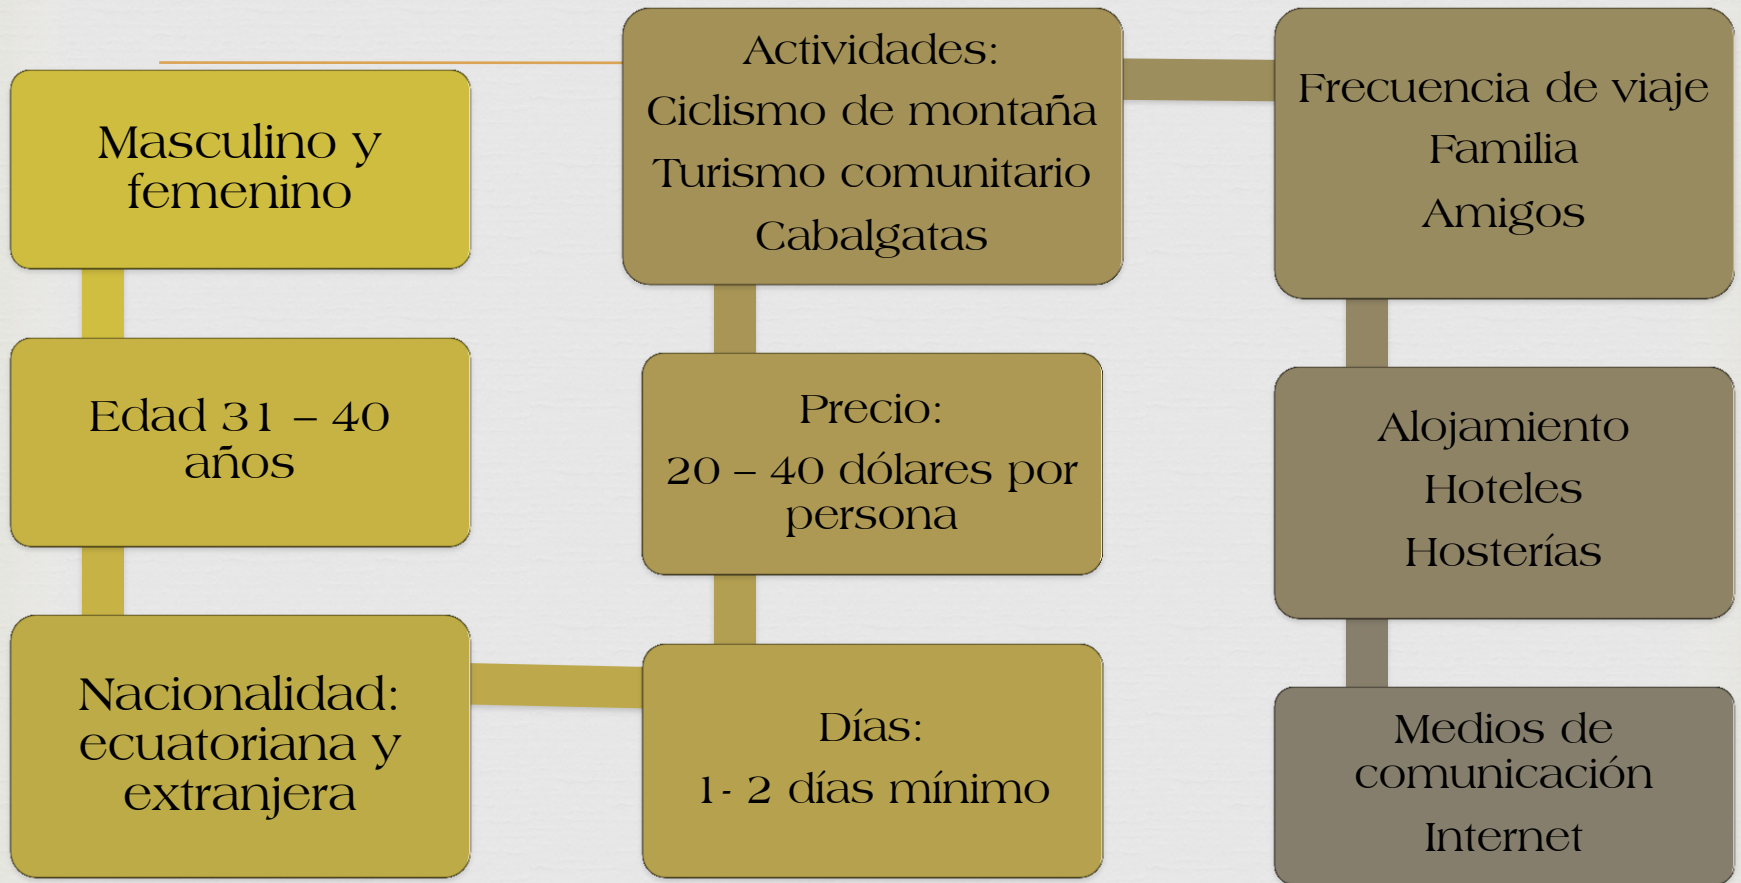 Masculino y
femenino
Edad 31 – 40
años
Nacionalidad:
ecuatoriana y
extranjera
Días:
1- 2 días mínimo
Precio:
20 – 40 dólares por
persona
Actividades:
Ciclismo de montaña
Turismo comunitario
Cabalgatas
Frecuencia de viaje
Familia
Amigos
Alojamiento
Hoteles
Hosterías
Medios de
comunicación
Internet